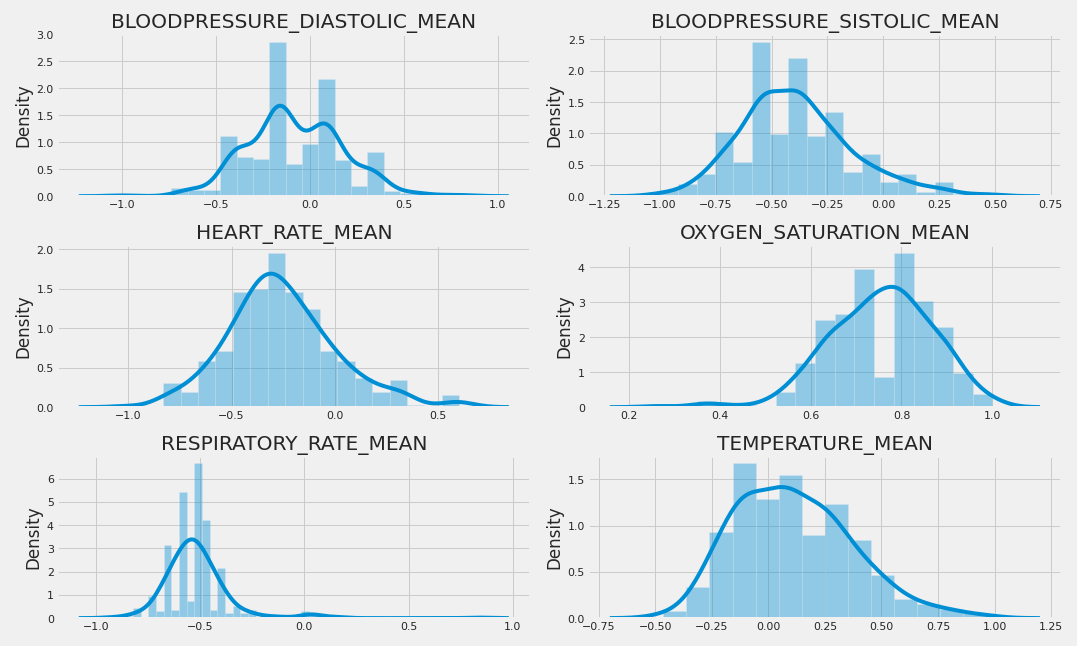 BLOODPRESSURE_DIASTOLIC_MEAN
Density
3.0
2.5
2.0
1.5
1.0
0.5
0.0
−1.0 −0.5 0.0 0.5 1.0
BLOODPRESSURE_SISTOLIC_MEAN
Density
2.5
2.0
1.5
1.0
0.5
0.0
−1.25 −1.00 −0.75 −0.50 −0.25 0.00 0.25 0.50 0.75
HEART_RATE_MEAN
Density
2.0
1.5
1.0
0.5
0.0
−1.0 −0.5 0.0 0.5
OXYGEN_SATURATION_MEAN
Density
4
3
2
1
0
0.2 0.4 0.6 0.8 1.0
RESPIRATORY_RATE_MEAN
Density
6
5
4
3
2
1
0
−1.0 −0.5 0.0 0.5 1.0
TEMPERATURE_MEAN
Density
1.5
1.0
0.5
0.0
−0.75 −0.50 −0.25 0.00 0.25 0.50 0.75 1.00 1.25